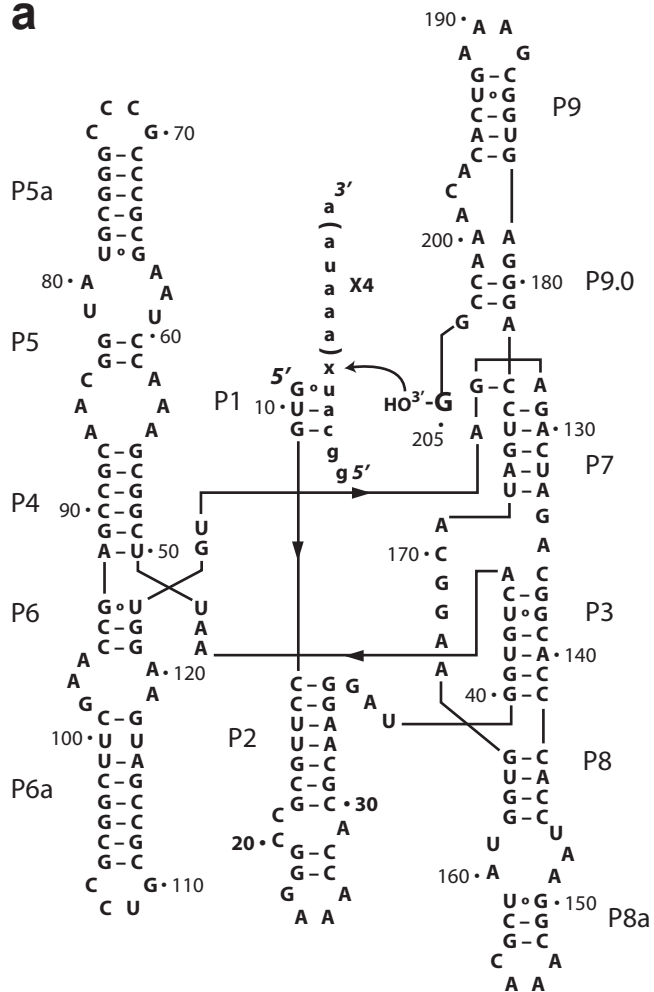 a
190 • A A
A G
G – C
U o G P9
C C C – G
C G • 70 A – U
G – C C – G
P5a G – C A
G – C 3′ C
G – C a A
C – G ( 200 • A A
G – C a A G
U o G u C – G P9.0
80 • A A a X4 C – G • 180
U A a G A
U a
P5 G – C • 60 )
G – C x
C A 5′ G o u HO3′-G G – C A
A A P1 10 • U – a 205 C G
A A G – c A U – A • 130
C – G g G – C P7
G – C g 5′ A – U
P4 C – G U – A
90 • C – G U A G
G – C G 170 • C A
A – U • 50 G A C
P6 G o U U G C – G P3
C – G A A U o G
C – G A A G – C
A A • 120 A U – A • 140
A A C – G G A G – C
G C – G A U 40 • G – C
C – G P2 U – A
100 • U – U U – A G – C P8
U – A G – C U – A
P6a C – G C – G G – C
G – C G – C • 30 G – C
G – C C A U U
C – G 20 • C G – C A A
G – C G – C 160 • A A
C G • 110 G A U o G • 150
C U A A C – G P8a
G – C
C A
A A